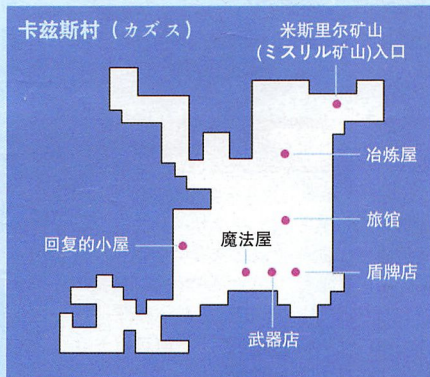 卡兹斯村（カズス）
米斯里尔矿山
(ミスリル矿山)入口
冶炼屋
旅馆
回复的小屋
魔法屋
盾牌店
武器店